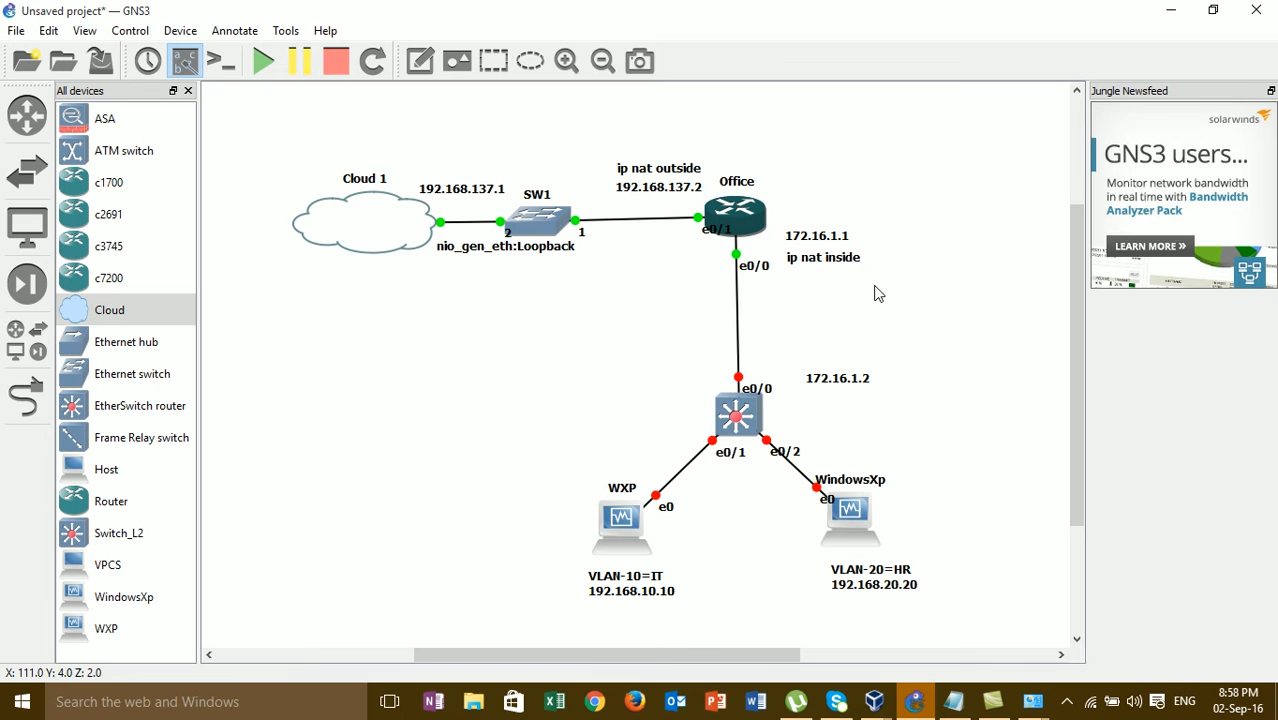 Unsaved project* — GNS3
File Edit View Control Device Annotate Tools Help
All devices
ASA
ATM switch
c1700
c2691
c3745
c7200
Cloud
Ethernet hub
Ethernet switch
EtherSwitch router
Frame Relay switch
Host
Router
Switch_L2
VPCS
WindowsXp
WXP
Cloud 1
192.168.137.1
SW1
2
1
nio_gen_eth:Loopback
ip nat outside
192.168.137.2
Office
e0/1
172.16.1.1
ip nat inside
e0/0
172.16.1.2
e0/0
e0/1
e0/2
WXP
e0
WindowsXp
e0
VLAN-10=IT
192.168.10.10
VLAN-20=HR
192.168.20.20
Jungle Newsfeed
solarwinds
GNS3 users...
Monitor network bandwidth
in real time with Bandwidth
Analyzer Pack
LEARN MORE »
X: 111.0 Y: 4.0 Z: 2.0
Search the web and Windows
ENG
8:58 PM
02-Sep-16